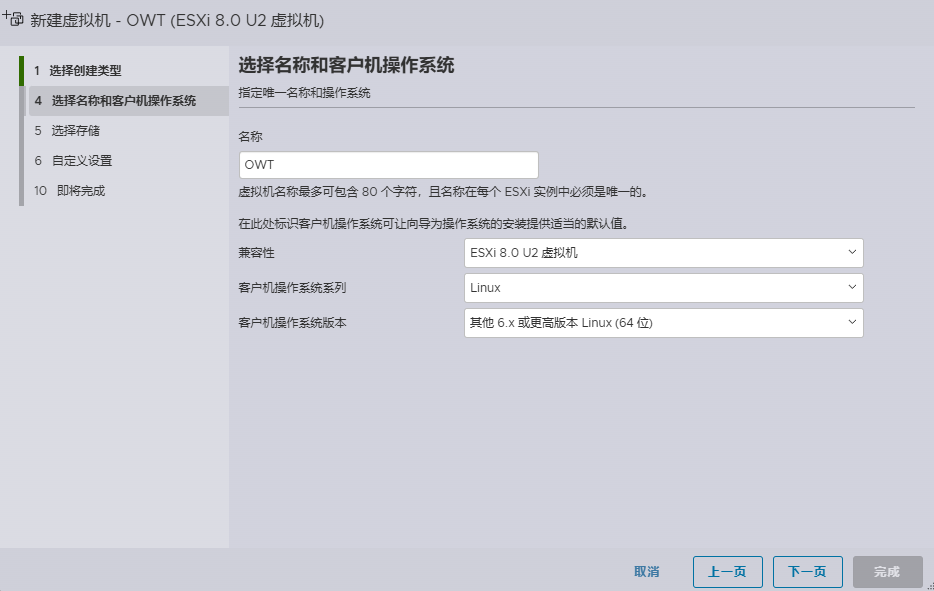 新建虚拟机 - OWT (ESXi 8.0 U2 虚拟机)
1 选择创建类型
4 选择名称和客户机操作系统
5 选择存储
6 自定义设置
10 即将完成
选择名称和客户机操作系统
指定唯一名称和操作系统
名称
OWT
虚拟机名称最多可包含 80 个字符，且名称在每个 ESXi 实例中必须是唯一的。
在此处标识客户机操作系统可让向导为操作系统的安装提供适当的默认值。
兼容性 ESXi 8.0 U2 虚拟机
客户机操作系统系列 Linux
客户机操作系统版本 其他 6.x 或更高版本 Linux (64 位)
取消 上一页 下一页 完成